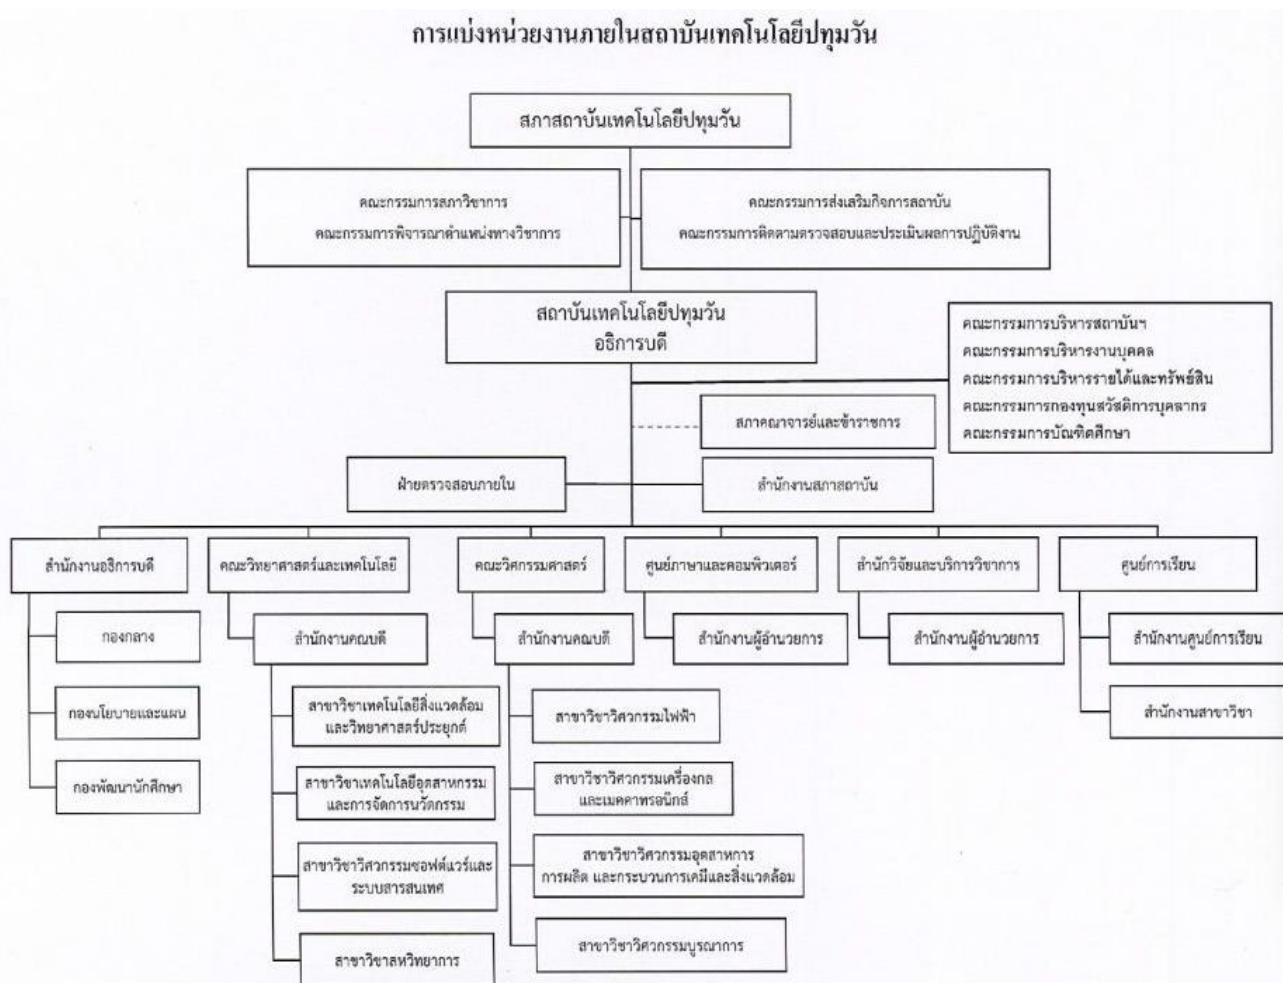 การแบ่งหน่วยงานภายในสถาบันเทคโนโลยีปทุมวัน
สภาสถาบันเทคโนโลยีปทุมวัน
คณะกรรมการสภาวิชาการ
คณะกรรมการพิจารณาตำแหน่งทางวิชาการ
คณะกรรมการส่งเสริมกิจการสถาบัน
คณะกรรมการติดตามตรวจสอบและประเมินผลการปฏิบัติงาน
สถาบันเทคโนโลยีปทุมวัน
อธิการบดี
คณะกรรมการบริหารสถาบันฯ
คณะกรรมการบริหารงานบุคคล
คณะกรรมการบริหารรายได้และทรัพย์สิน
คณะกรรมการกองทุนสวัสดิการบุคลากร
คณะกรรมการบัณฑิตศึกษา
สภาคณาจารย์และข้าราชการ
ฝ่ายตรวจสอบภายใน
สำนักงานสภาสถาบัน
สำนักงานอธิการบดี
คณะวิทยาศาสตร์และเทคโนโลยี
คณะวิศกรรมศาสตร์
ศูนย์ภาษาและคอมพิวเตอร์
สำนักวิจัยและบริการวิชาการ
ศูนย์การเรียน
กองกลาง
สำนักงานคณบดี
สำนักงานคณบดี
สำนักงานผู้อำนวยการ
สำนักงานผู้อำนวยการ
สำนักงานศูนย์การเรียน
กองนโยบายและแผน
สาขาวิชาเทคโนโลยีสิ่งแวดล้อม
และวิทยาศาสตร์ประยุกต์
สาขาวิชาวิศวกรรมไฟฟ้า
สำนักงานสาขาวิชา
กองพัฒนานักศึกษา
สาขาวิชาเทคโนโลยีอุตสาหกรรม
และการจัดการนวัตกรรม
สาขาวิชาวิศวกรรมเครื่องกล
และเมคคาทรอนิกส์
สาขาวิชาวิศวกรรมซอฟต์แวร์และ
ระบบสารสนเทศ
สาขาวิชาวิศวกรรมอุตสาหการ
การผลิต และกระบวนการเคมีและสิ่งแวดล้อม
สาขาวิชาสหวิทยาการ
สาขาวิชาวิศวกรรมบูรณาการ